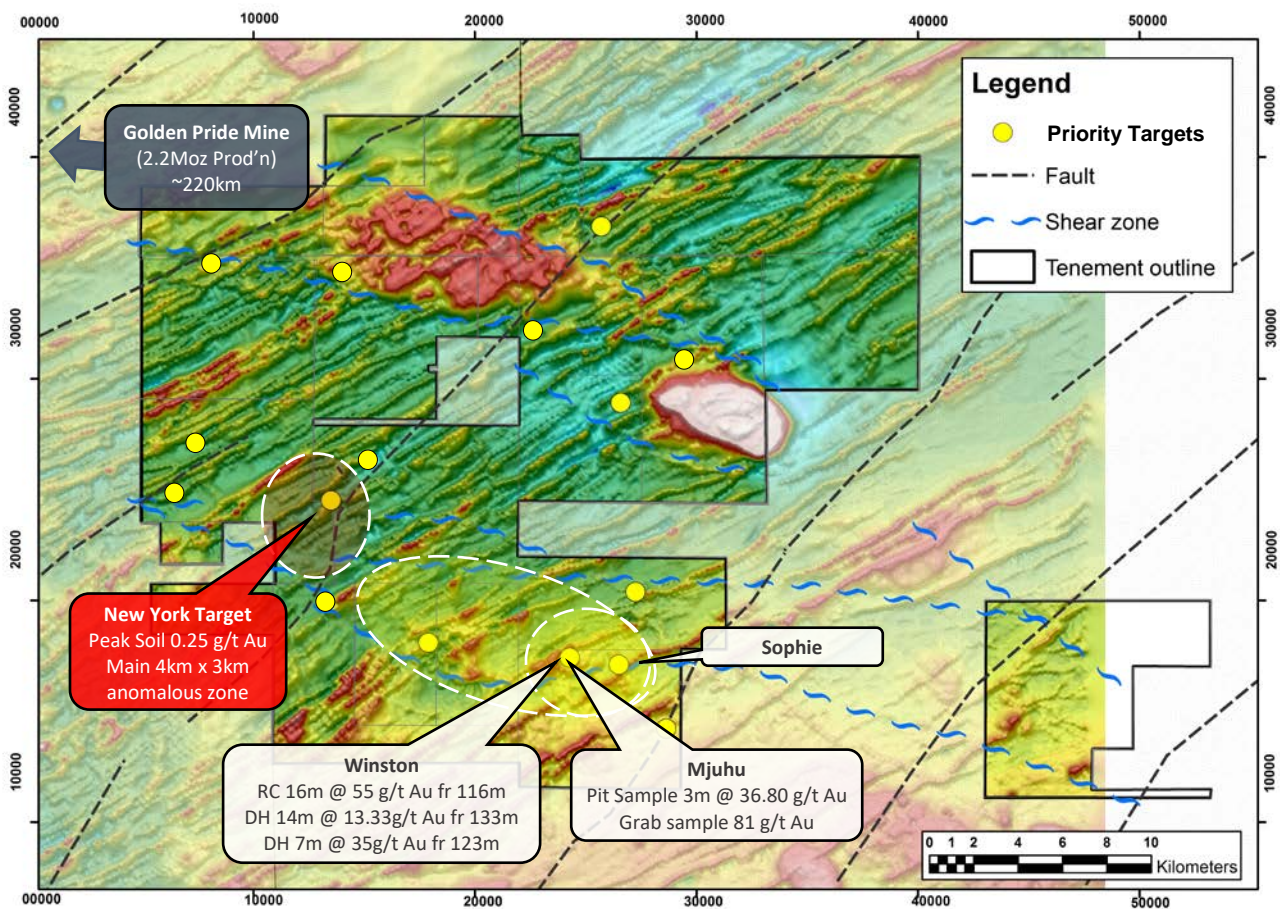 00000
10000
20000
30000
40000
50000
40000
30000
20000
10000
40000
30000
20000
10000
Golden Pride Mine
(2.2Moz Prod’n)
~220km
Legend
Priority Targets
Fault
Shear zone
Tenement outline
New York Target
Peak Soil 0.25 g/t Au
Main 4km x 3km
anomalous zone
Sophie
Winston
RC 16m @ 55 g/t Au fr 116m
DH 14m @ 13.33g/t Au fr 133m
DH 7m @ 35g/t Au fr 123m
Mjuhu
Pit Sample 3m @ 36.80 g/t Au
Grab sample 81 g/t Au
0 1 2 4 6 8 10
Kilometers
00000
10000
20000
30000
40000
50000